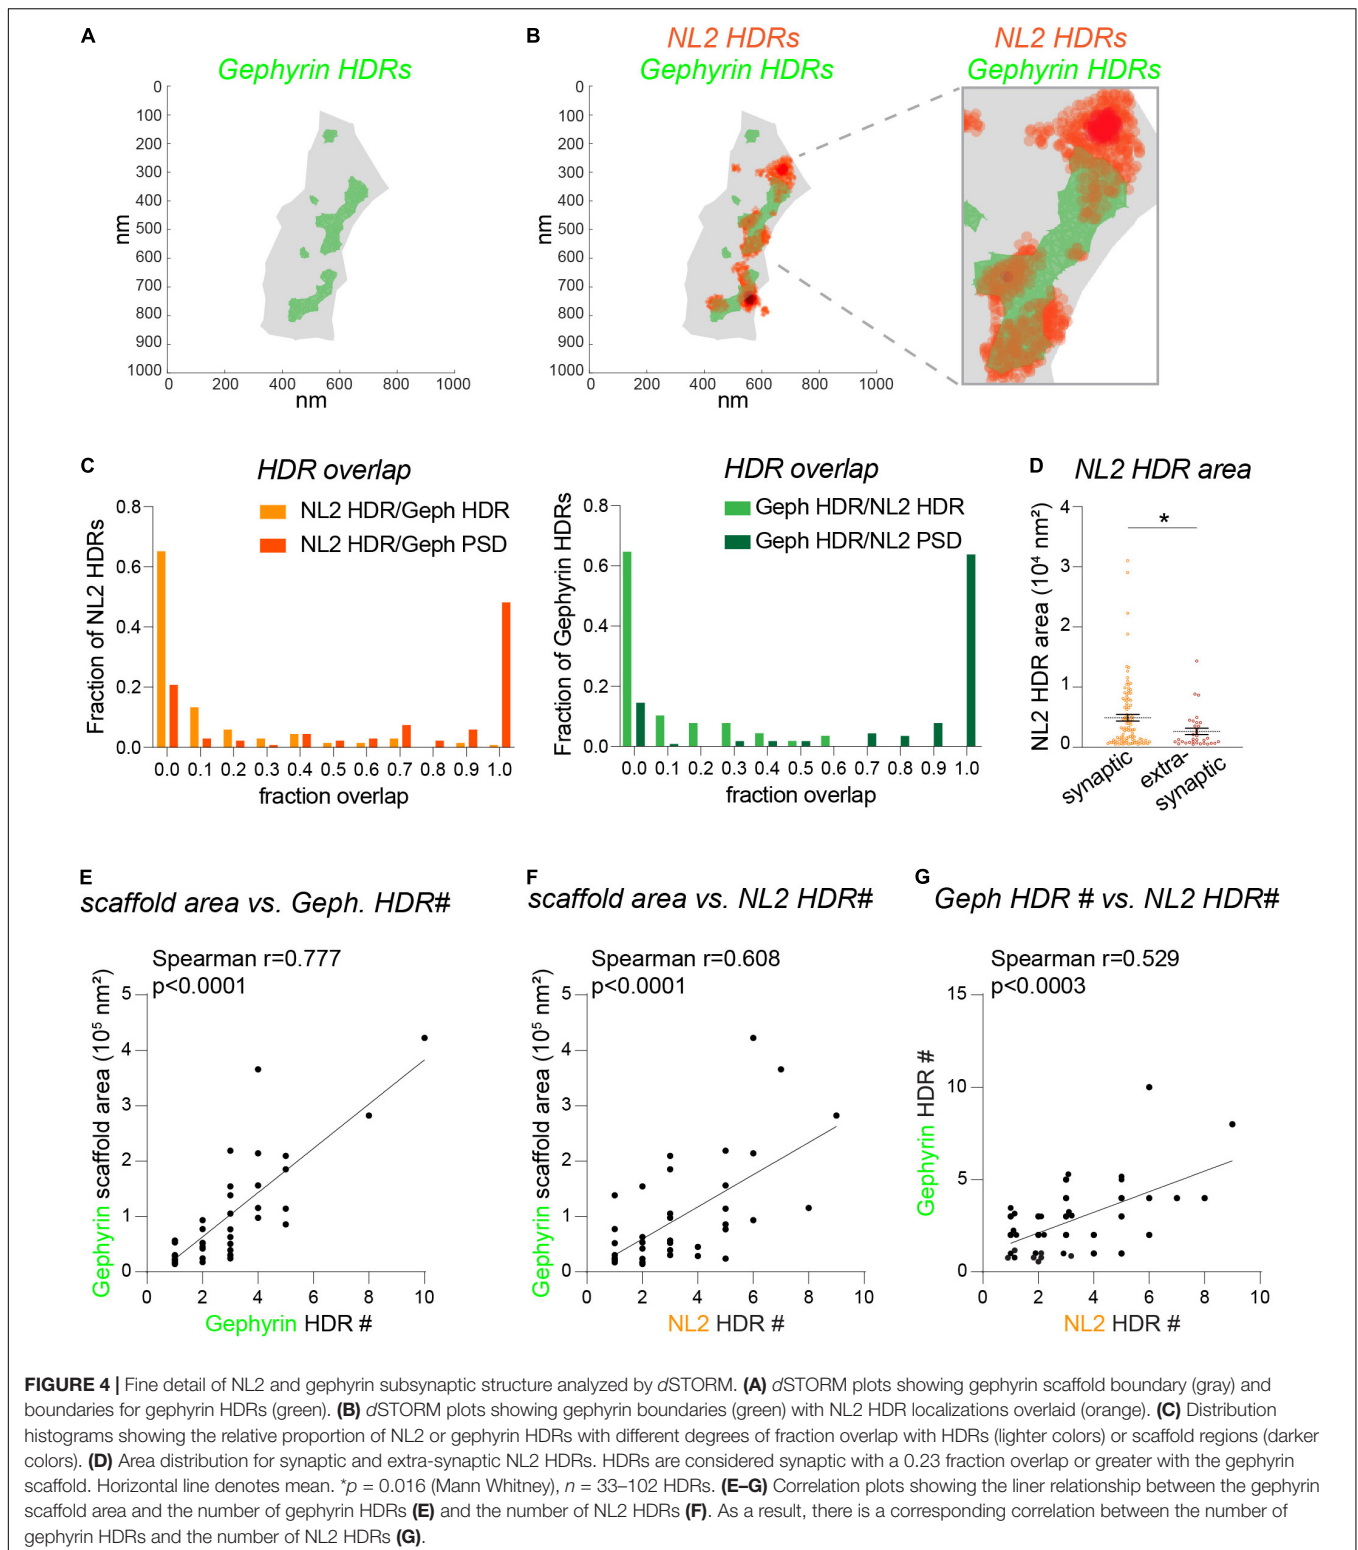 A
Gephyrin HDRs
0
100
200
300
400
500
600
700
800
900
1000
nm
0 200 400 600 800 1000
nm
B
NL2 HDRs
Gephyrin HDRs
0
100
200
300
400
500
600
700
800
900
1000
nm
0 200 400 600 800 1000
nm
NL2 HDRs
Gephyrin HDRs
C
HDR overlap
NL2 HDR/Geph HDR
NL2 HDR/Geph PSD
Fraction of NL2 HDRs
0.8
0.6
0.4
0.2
0.0
0.0 0.1 0.2 0.3 0.4 0.5 0.6 0.7 0.8 0.9 1.0
fraction overlap
HDR overlap
Geph HDR/NL2 HDR
Geph HDR/NL2 PSD
Fraction of Gephyrin HDRs
0.8
0.6
0.4
0.2
0.0
0.0 0.1 0.2 0.3 0.4 0.5 0.6 0.7 0.8 0.9 1.0
fraction overlap
D
NL2 HDR area
*
NL2 HDR area (10⁴ nm²)
4
3
2
1
0
synaptic
extra-
synaptic
E
scaffold area vs. Geph. HDR#
Spearman r=0.777
p<0.0001
Gephyrin scaffold area (10⁵ nm²)
5
4
3
2
1
0
0 2 4 6 8 10
Gephyrin HDR #
F
scaffold area vs. NL2 HDR#
Spearman r=0.608
p<0.0001
Gephyrin scaffold area (10⁵ nm²)
5
4
3
2
1
0
0 2 4 6 8 10
NL2 HDR #
G
Geph HDR # vs. NL2 HDR#
Spearman r=0.529
p<0.0003
Gephyrin HDR #
15
10
5
0
0 2 4 6 8 10
NL2 HDR #
FIGURE 4 | Fine detail of NL2 and gephyrin subsynaptic structure analyzed by dSTORM. (A) dSTORM plots showing gephyrin scaffold boundary (gray) and
boundaries for gephyrin HDRs (green). (B) dSTORM plots showing gephyrin boundaries (green) with NL2 HDR localizations overlaid (orange). (C) Distribution
histograms showing the relative proportion of NL2 or gephyrin HDRs with different degrees of fraction overlap with HDRs (lighter colors) or scaffold regions (darker
colors). (D) Area distribution for synaptic and extra-synaptic NL2 HDRs. HDRs are considered synaptic with a 0.23 fraction overlap or greater with the gephyrin
scaffold. Horizontal line denotes mean. *p = 0.016 (Mann Whitney), n = 33–102 HDRs. (E–G) Correlation plots showing the liner relationship between the gephyrin
scaffold area and the number of gephyrin HDRs (E) and the number of NL2 HDRs (F). As a result, there is a corresponding correlation between the number of
gephyrin HDRs and the number of NL2 HDRs (G).